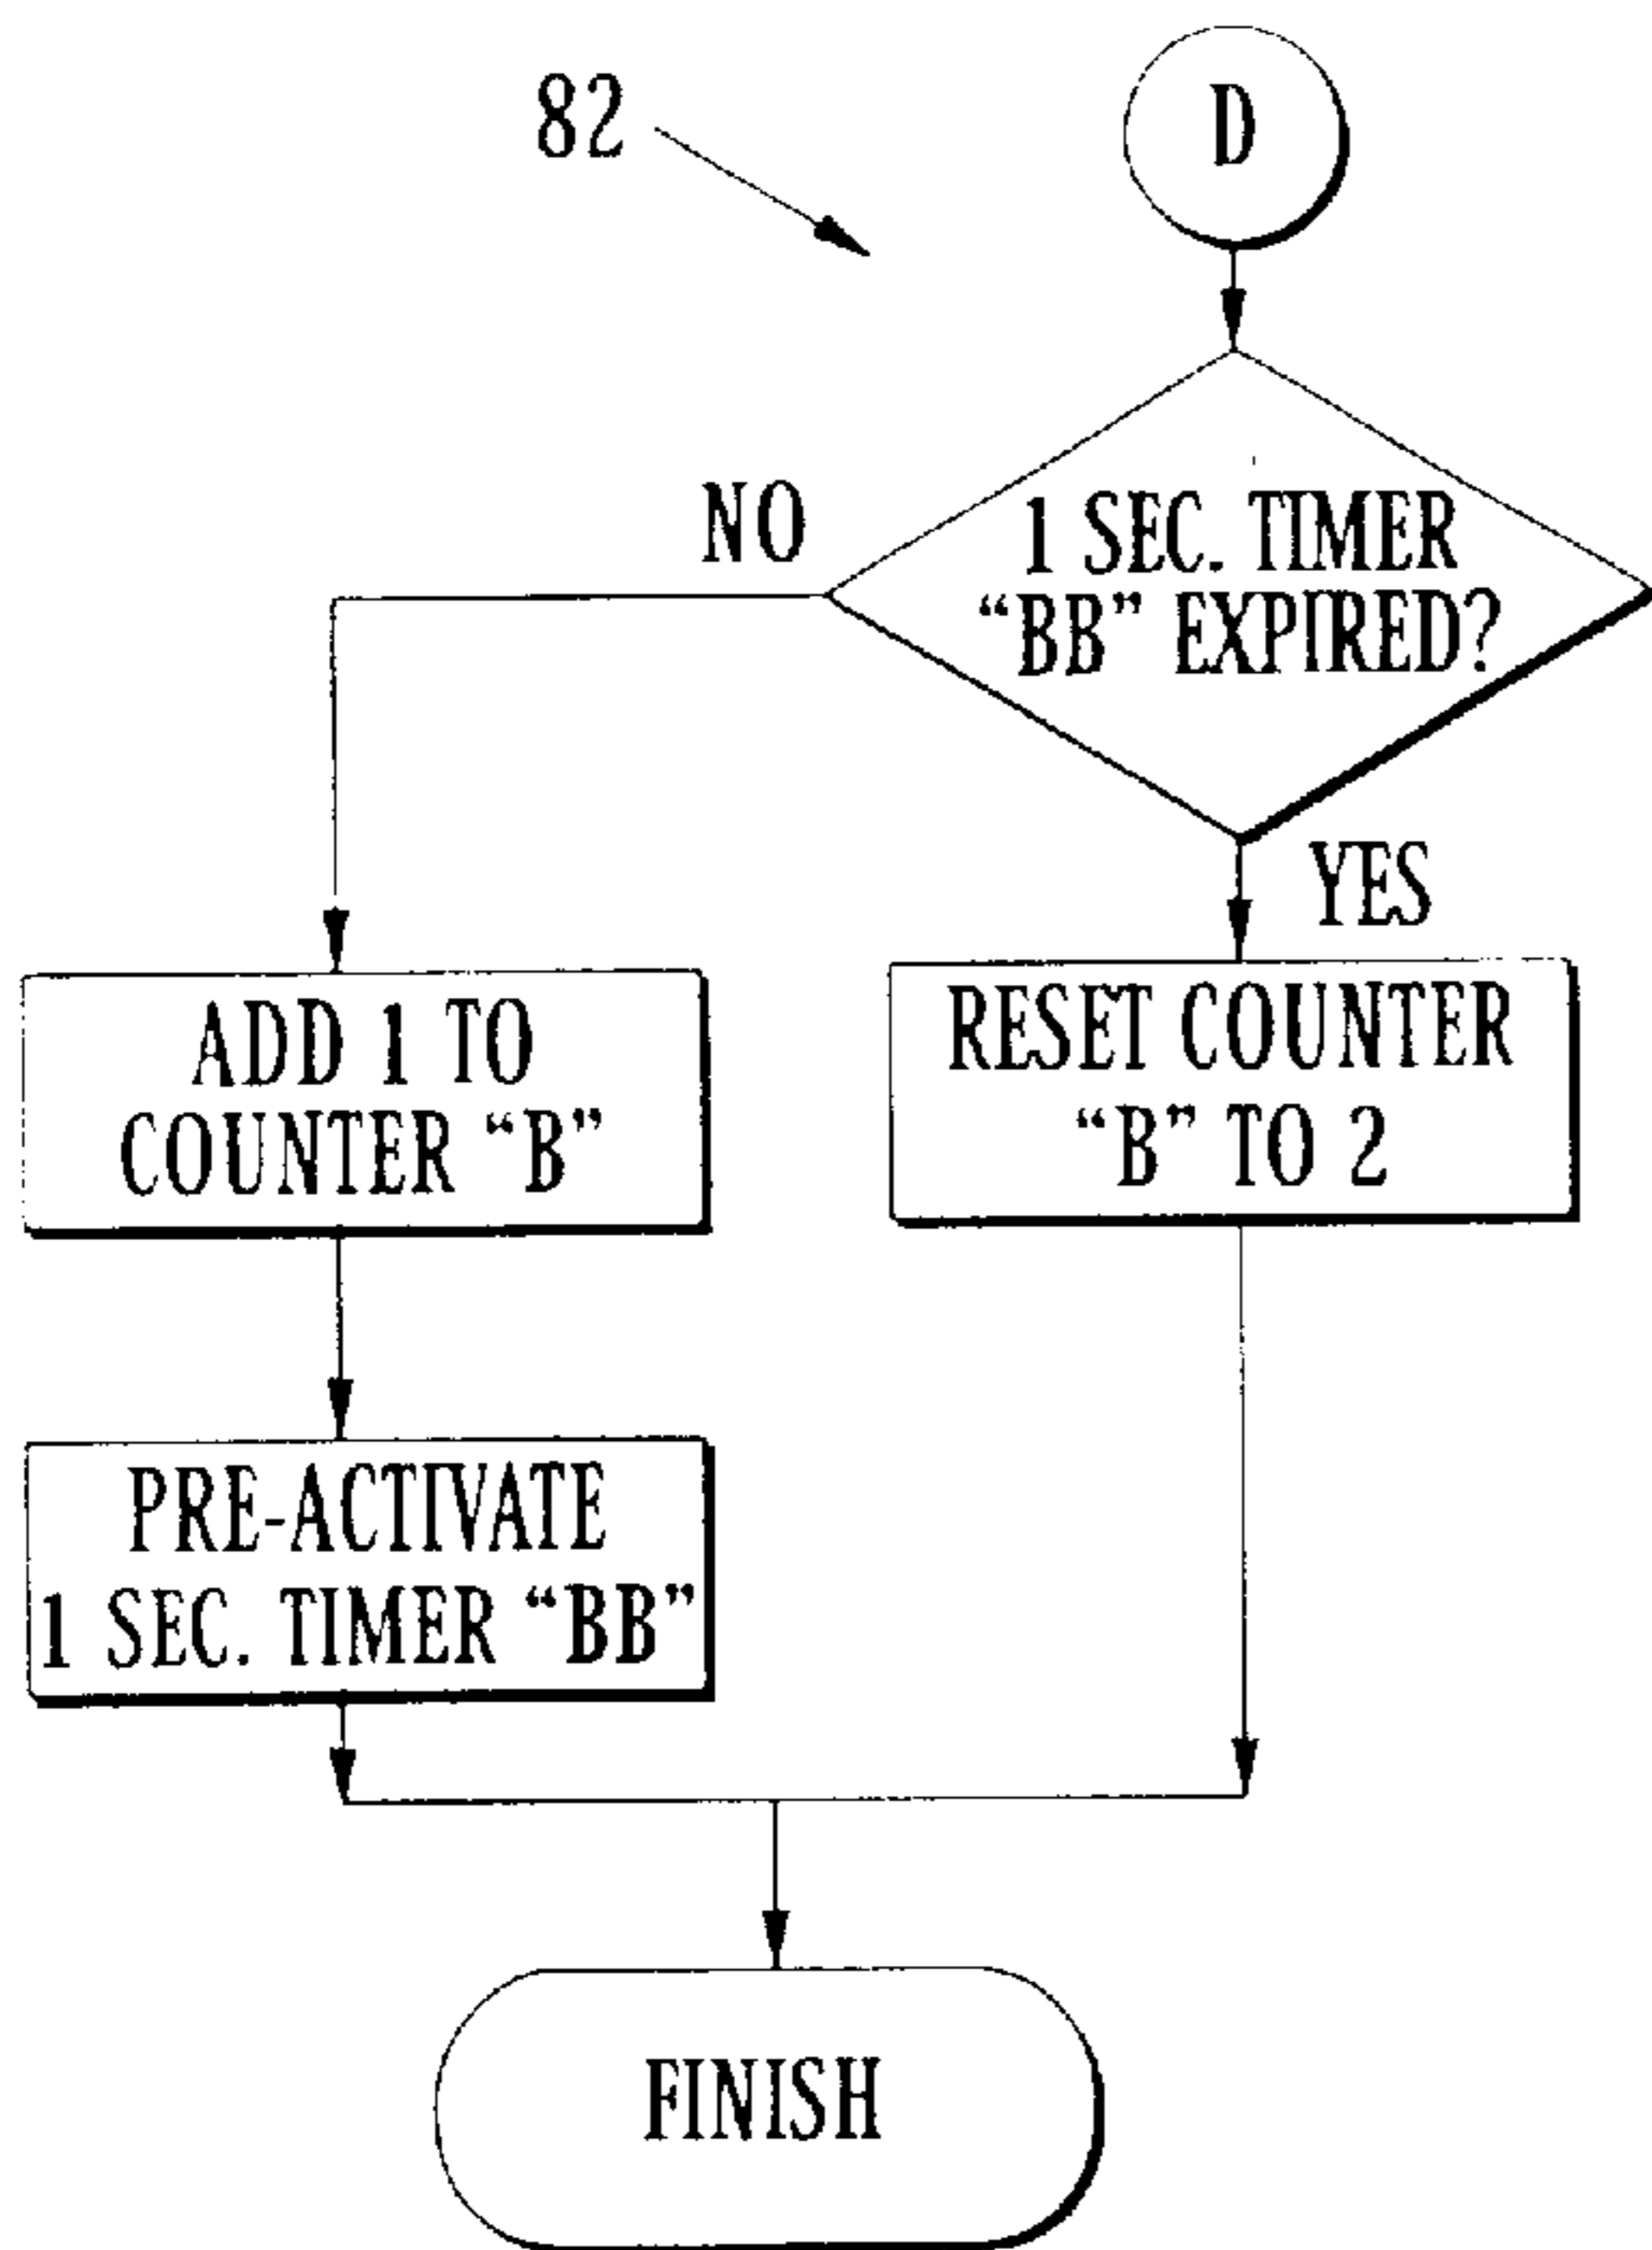 82
D
NO
1 SEC. TIMER
“BB” EXPIRED?
YES
ADD 1 TO
COUNTER “B”
RESET COUNTER
“B” TO 2
PRE-ACTIVATE
1 SEC. TIMER “BB”
FINISH